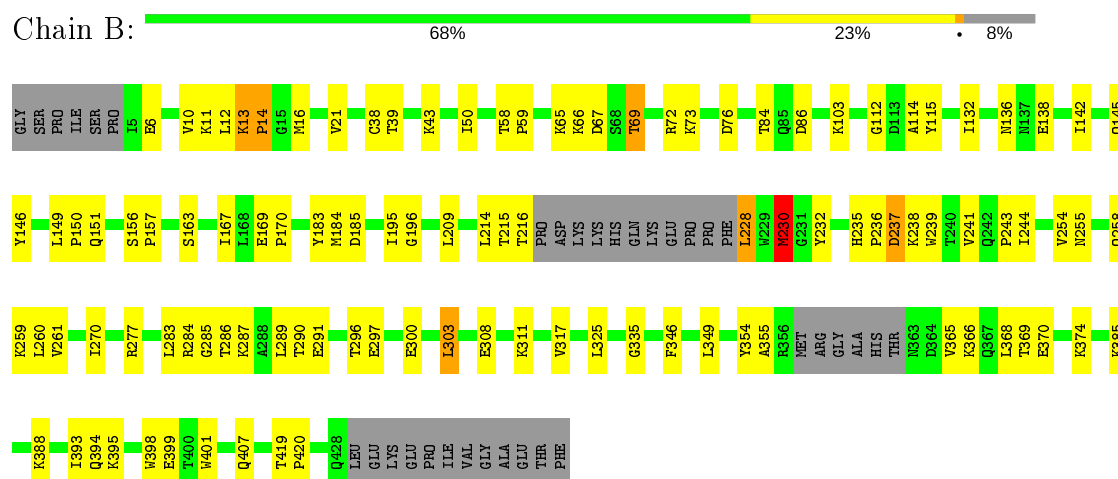 Chain B:
68% 23% • 8%
GLY SER PRO ILE SER PRO I5 E6 V10 K11 L12 K13 P14 G15 M16 V21 C38 T39 K43 I50 T58 P59 K65 K66 D67 S68 T69 R72 K73 D76 T84 Q85 D86 K103 G112 D113 A114 Y115 I132 N136 N137 E138 I142 Q145
Y146 L149 P150 Q151 S156 P157 S163 I167 L168 E169 P170 Y183 M184 D185 I195 G196 L209 L214 T215 T216 PRO ASP LYS LYS HIS GLN LYS GLU PRO PRO PHE L228 W229 M230 G231 Y232 H235 P236 D237 K238 W239 T240 V241 Q242 P243 I244 V254 N255 Q258
K259 L260 V261 I270 R277 L283 R284 G285 T286 K287 A288 L289 T290 E291 T296 E297 E300 L303 E308 K311 V317 L325 G335 F346 L349 Y354 A355 R356 MET ARG GLY ALA HIS THR N363 D364 V365 K366 Q367 L368 T369 E370 K374 K385
K388 I393 Q394 K395 W398 E399 T400 W401 Q407 T419 P420 Q428 LEU GLU LYS GLU PRO ILE VAL GLY ALA GLU THR PHE